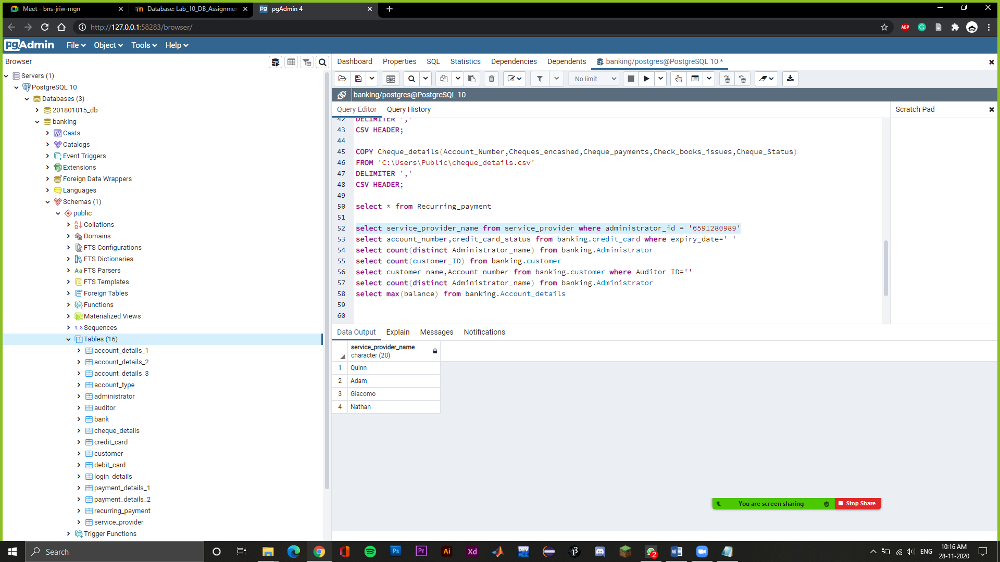 Meet - bns-jriw-mgn
Database: Lab_10_DB_Assignmen
pgAdmin 4
http://127.0.0.1:58283/browser/
ABP
pgAdmin
File
Object
Tools
Help
Browser
Dashboard
Properties
SQL
Statistics
Dependencies
Dependents
banking/postgres@PostgreSQL 10 *
No limit
banking/postgres@PostgreSQL 10
Query Editor
Query History
Scratch Pad
Servers (1)
PostgreSQL 10
Databases (3)
201801015_db
banking
Casts
Catalogs
Event Triggers
Extensions
Foreign Data Wrappers
Languages
Schemas (1)
public
Collations
Domains
FTS Configurations
FTS Dictionaries
Aa FTS Parsers
FTS Templates
Foreign Tables
Functions
Materialized Views
1..3 Sequences
Tables (16)
account_details_1
account_details_2
account_details_3
account_type
administrator
auditor
bank
cheque_details
credit_card
customer
debit_card
login_details
payment_details_1
payment_details_2
recurring_payment
service_provider
Trigger Functions
42 DELIMITER ','
43 CSV HEADER;
44
45 COPY Cheque_details(Account_Number,Cheques_encashed,Cheque_payments,Check_books_issues,Cheque_Status)
46 FROM 'C:\Users\Public\cheque_details.csv'
47 DELIMITER ','
48 CSV HEADER;
49
50 select * from Recurring_payment
51
52 select service_provider_name from service_provider where administrator_id = '6591280989'
53 select account_number,credit_card_status from banking.credit_card where expiry_date=' '
54 select count(distinct Administrator_name) from banking.Administrator
55 select count(customer_ID) from banking.customer
56 select customer_name,Account_number from banking.customer where Auditor_ID=''
57 select count(distinct Administrator_name) from banking.Administrator
58 select max(balance) from banking.Account_details
59
60
Data Output
Explain
Messages
Notifications
service_provider_name
character (20)
1 Quinn
2 Adam
3 Giacomo
4 Nathan
You are screen sharing
Stop Share
Search
Ps
Pr
Ai
Xd
DEV
2
ENG
10:16 AM
28-11-2020